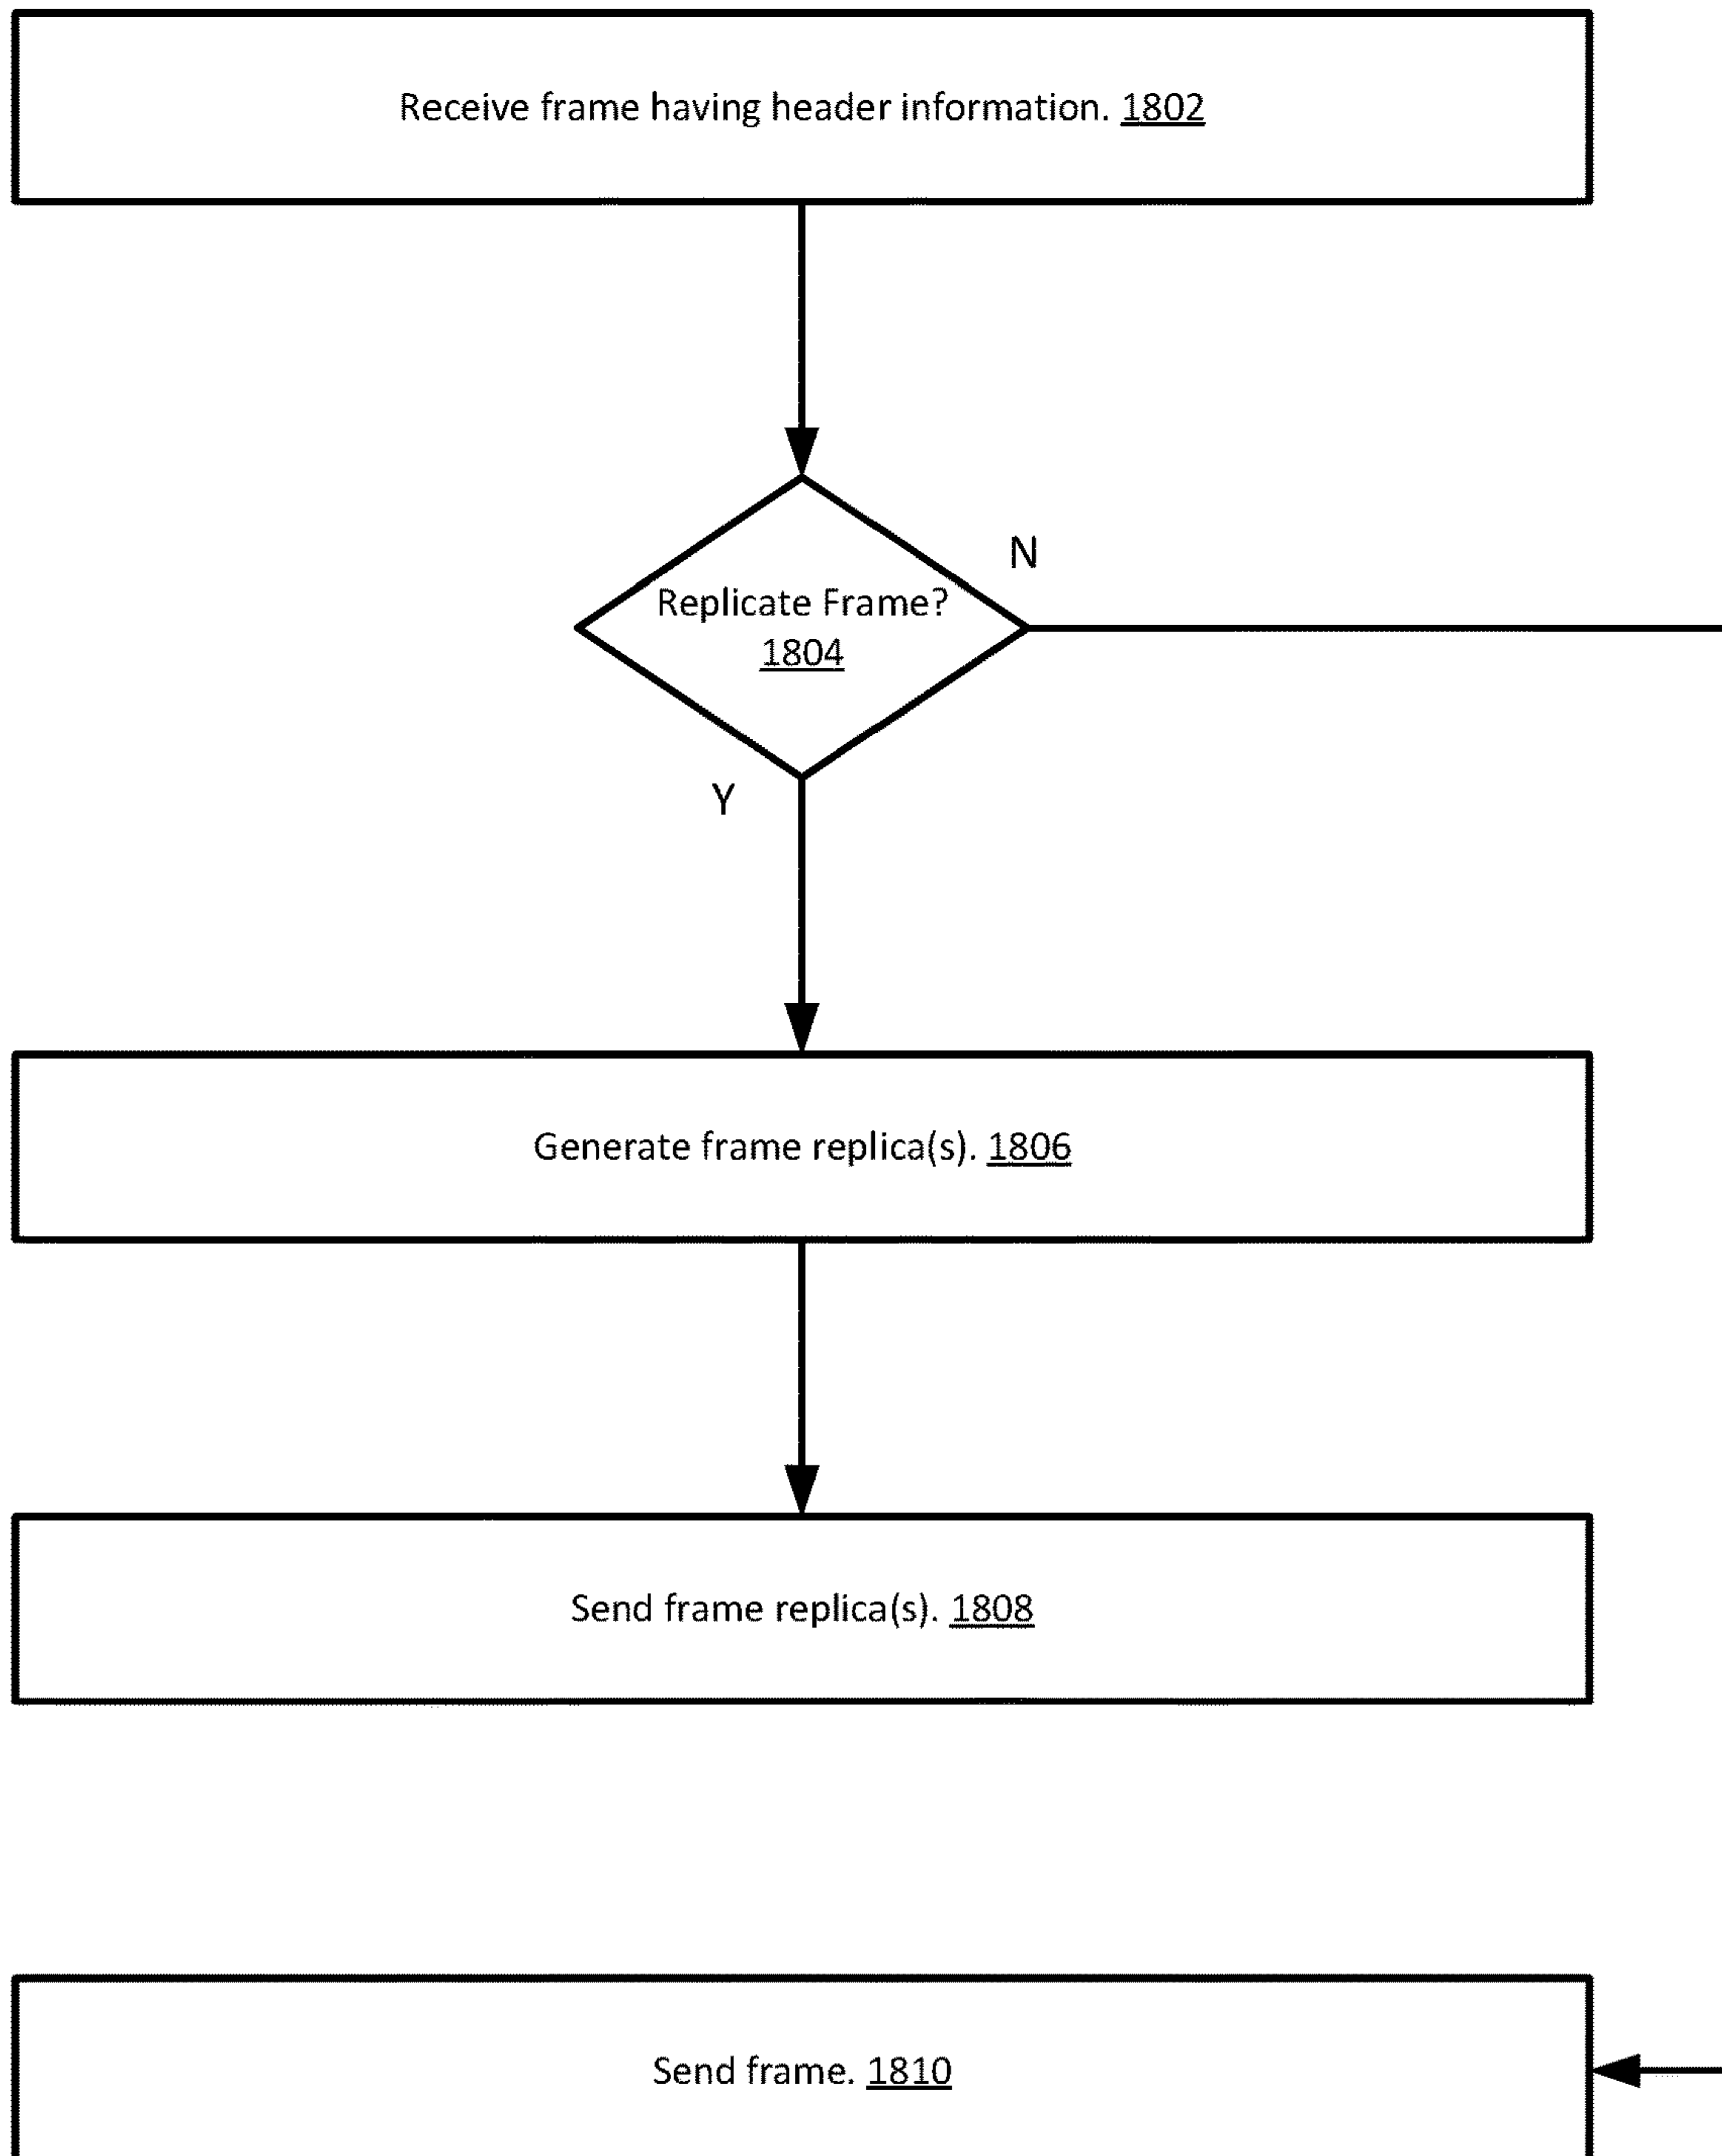 Receive frame having header information. 1802
N
Replicate Frame?
1804
Y
Generate frame replica(s). 1806
Send frame replica(s). 1808
Send frame. 1810